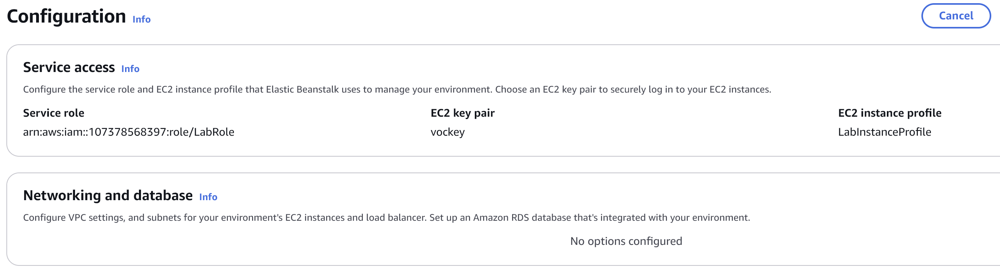 Configuration Info
Cancel
Service access Info
Configure the service role and EC2 instance profile that Elastic Beanstalk uses to manage your environment. Choose an EC2 key pair to securely log in to your EC2 instances.
Service role
arn:aws:iam::107378568397:role/LabRole
EC2 key pair
vockey
EC2 instance profile
LabInstanceProfile
Networking and database Info
Configure VPC settings, and subnets for your environment's EC2 instances and load balancer. Set up an Amazon RDS database that's integrated with your environment.
No options configured